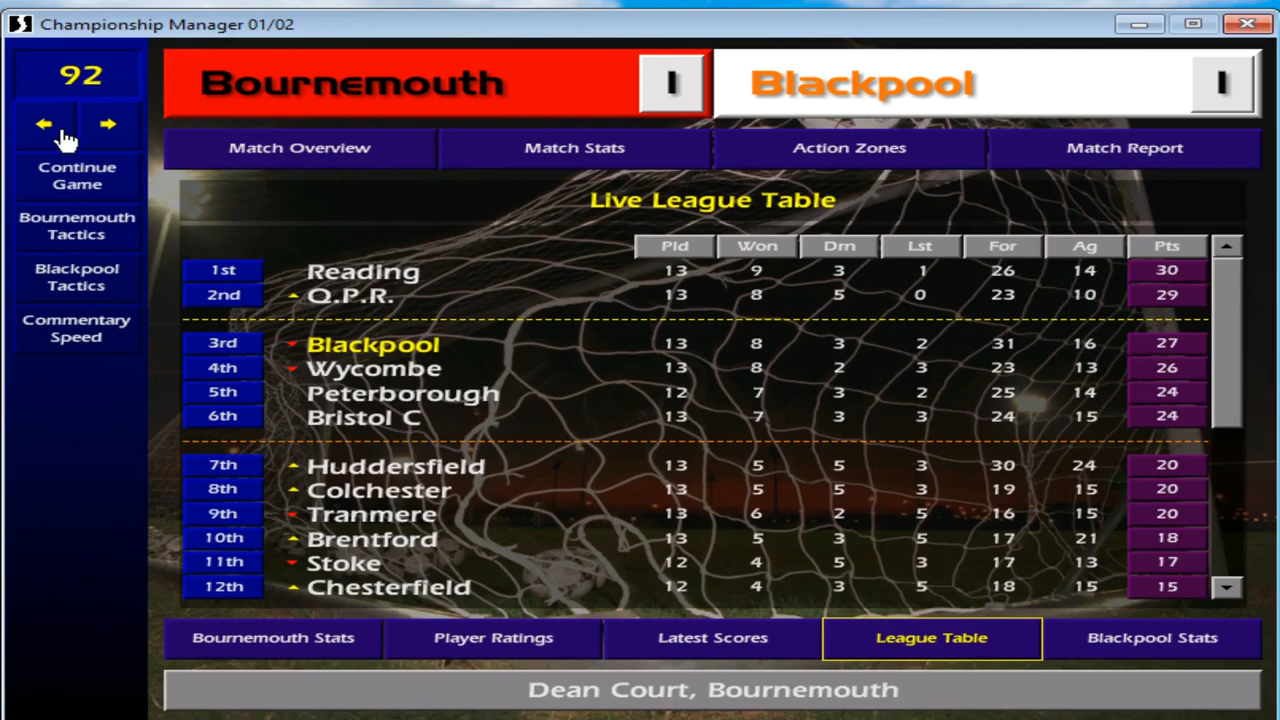 Championship Manager 01/02
92
Bournemouth 1 Blackpool 1
Match Overview Match Stats Action Zones Match Report
Continue Game
Bournemouth Tactics
Blackpool Tactics
Commentary Speed
Live League Table
Pld Won Drn Lst For Ag Pts
1st Reading 13 9 3 1 26 14 30
2nd Q.P.R. 13 8 5 0 23 10 29
3rd Blackpool 13 8 3 2 31 16 27
4th Wycombe 13 8 2 3 23 13 26
5th Peterborough 12 7 3 2 25 14 24
6th Bristol C 13 7 3 3 24 15 24
7th Huddersfield 13 5 5 3 30 24 20
8th Colchester 13 5 5 3 19 15 20
9th Tranmere 13 6 2 5 16 15 20
10th Brentford 13 5 3 5 17 21 18
11th Stoke 12 4 5 3 17 13 17
12th Chesterfield 12 4 3 5 18 15 15
Bournemouth Stats Player Ratings Latest Scores League Table Blackpool Stats
Dean Court, Bournemouth